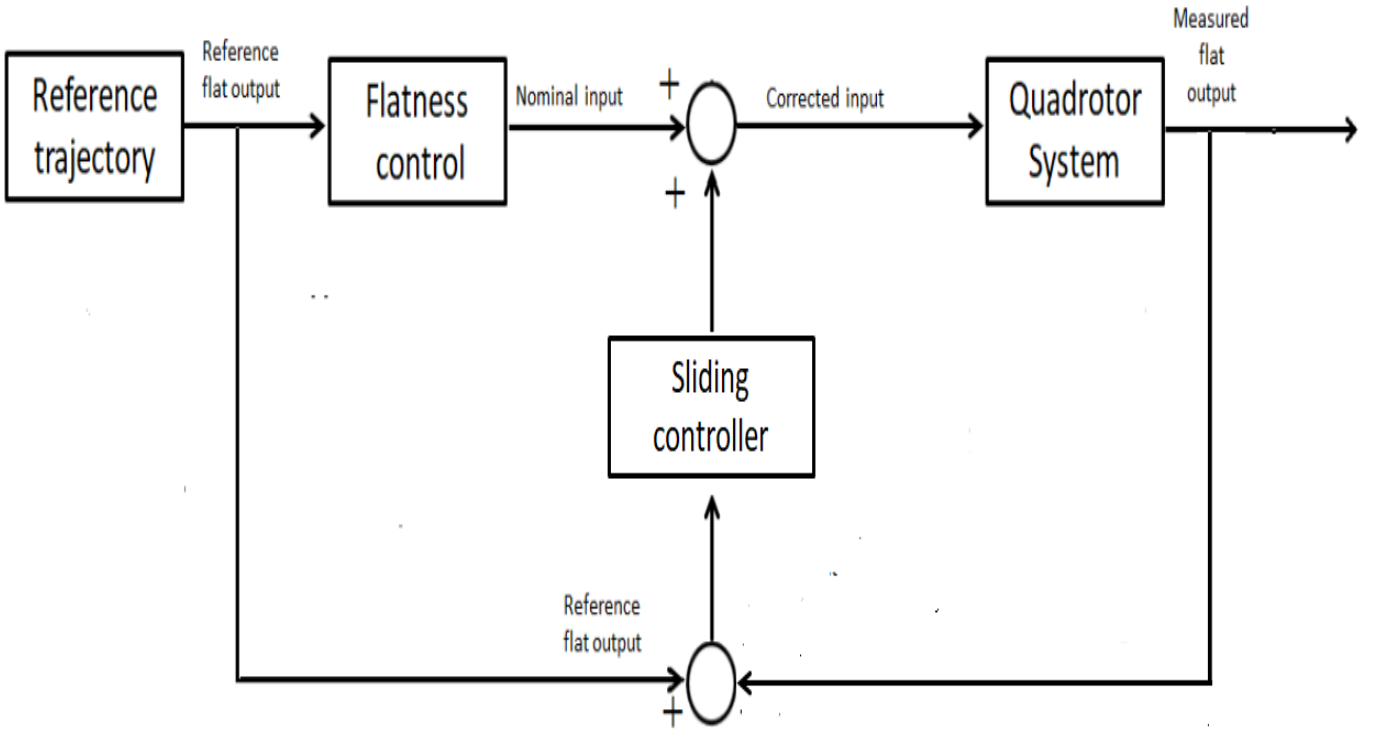 Reference
trajectory
Reference
flat output
Flatness
control
Nominal input
+
+
Corrected input
Quadrotor
System
Measured
flat
output
Sliding
controller
Reference
flat output
+